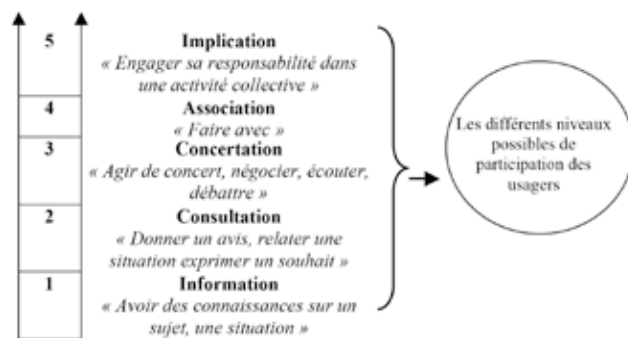 5
Implication
« Engager sa responsabilité dans
une activité collective »
4
Association
« Faire avec »
3
Concertation
« Agir de concert, négocier, écouter,
débattre »
2
Consultation
« Donner un avis, relater une
situation exprimer un souhait »
1
Information
« Avoir des connaissances sur un
sujet, une situation »
Les différents niveaux
possibles de
participation des
usagers